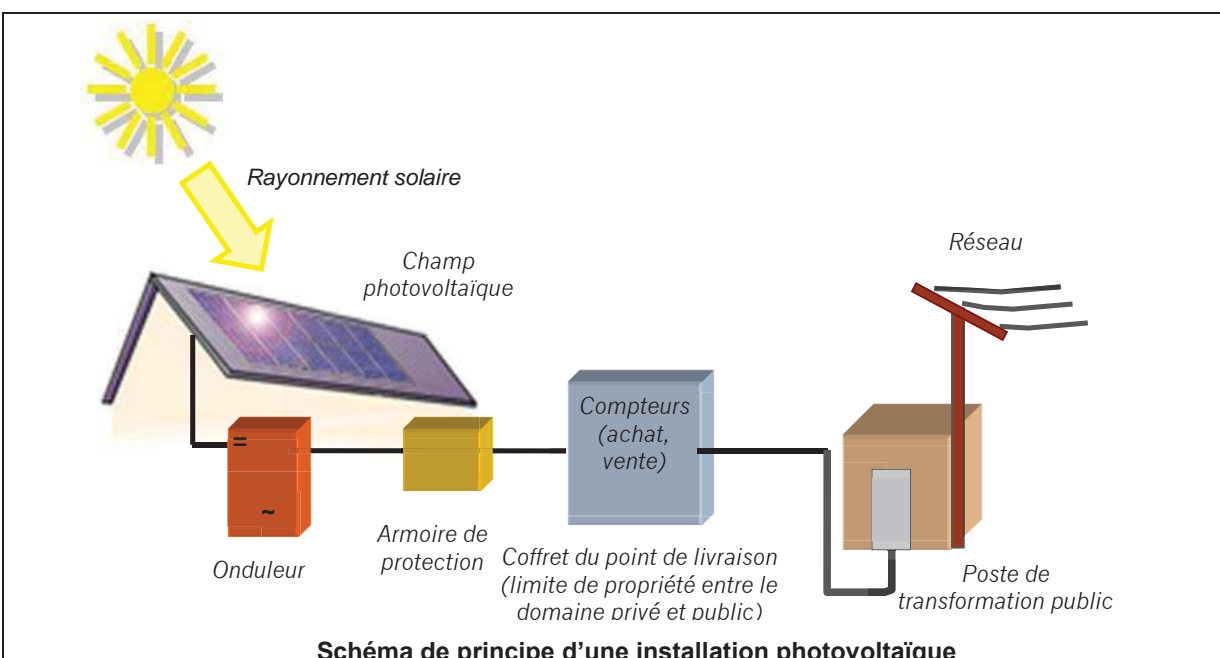 Rayonnement solaire
Champ
photovoltaïque
Réseau
Compteurs
(achat,
vente)
=
~
Onduleur
Armoire de
protection
Coffret du point de livraison
(limite de propriété entre le
domaine privé et public)
Poste de
transformation public
Schéma de principe d'une installation photovoltaïque